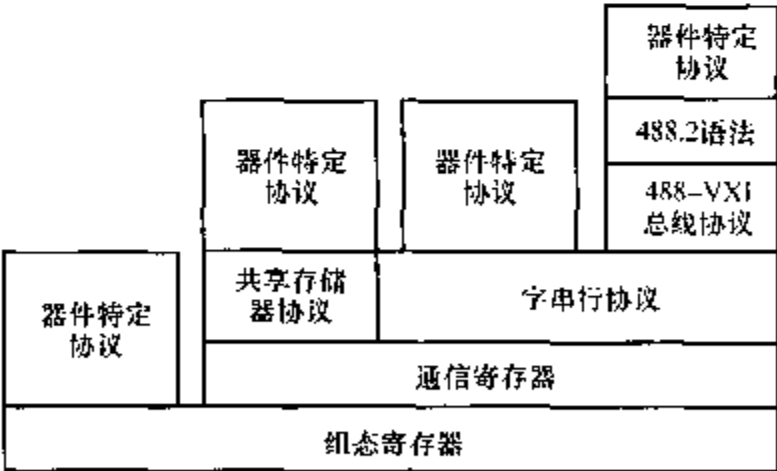 器件特定
协议
488.2语法
488-VXI
总线协议
器件特定
协议
器件特定
协议
共享存储
器协议
字串行协议
器件特定
协议
通信寄存器
组态寄存器